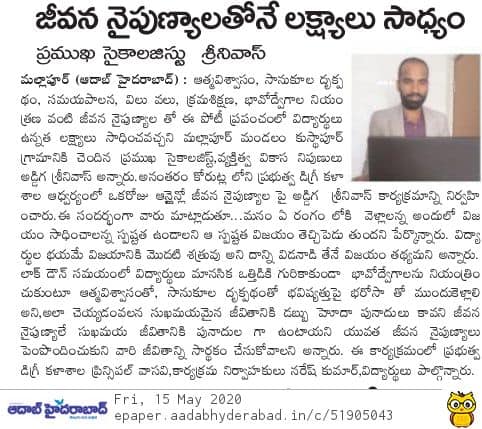 జీవన నైపుణ్యాలతోనే లక్ష్యాలు సాధ్యం
ప్రముఖ సైకాలజిస్టు శ్రీనివాస్
మల్లాపూర్ (ఆదాబ్ హైదరాబాద్) : ఆత్మవిశ్వాసం, సానుకూల దృక్ప
థం, సమయపాలన, విలు వలు, క్రమశిక్షణ, భావోద్వేగాల నియం
త్రణ వంటి జీవన నైపుణ్యాల తో ఈ పోటీ ప్రపంచంలో విద్యార్థులు
ఉన్నత లక్ష్యాలు సాధించవచ్చని మల్లాపూర్ మండలం కుస్థాపూర్
గ్రామానికి చెందిన ప్రముఖ సైకాలజిస్ట్,వ్యక్తిత్వ వికాస నిపుణులు
అడ్డిగ శ్రీనివాస్ అన్నారు.అనంతరం కోరుట్ల లోని ప్రభుత్వ డిగ్రీ కళా
శాల ఆధ్వర్యంలో ఒకరోజు ఆన్లైన్లో జీవన నైపుణ్యాల పై అడ్డిగ శ్రీనివాస్ కార్యక్రమాన్ని నిర్వహి
ంచారు.ఈ సందర్భంగా వారు మాట్లాడుతూ...మనం ఏ రంగం లోకి వెళ్లాలన్న అందులో విజ
యం సాధించాలన్న స్పష్టత ఉండాలని ఆ స్పష్టత విజయం తెచ్చిపెడు తుందని పేర్కొన్నారు. విద్యా
ర్థుల భయమే విజయానికి మొదటి శత్రువు అని దాన్ని విడనాడి తేనే విజయం తథ్యమని అన్నారు.
లాక్ డౌన్ సమయంలో విద్యార్థులు మానసిక ఒత్తిడికి గురికాకుండా భావోద్వేగాలను నియంత్రిం
చుకుంటూ ఆత్మవిశ్వాసంతో, సానుకూల దృక్పథంతో భవిష్యత్తుపై భరోసా తో ముందుకెళ్లాలి
అని,అలా చెయ్యడంవలన సుఖమయమైన జీవితానికి డబ్బు హెూదా పునాదులు కావని జీవన
నైపుణ్యాలే సుఖమయ జీవితానికి పునాదుల గా ఉంటాయని యువత జీవన నైపుణ్యాలు
పెంపొందించుకుని వారి జీవితాన్ని సార్థకం చేసుకోవాలని అన్నారు. ఈ కార్యక్రమంలో ప్రభుత్వ
డిగ్రీ కళాశాల ప్రిన్సిపల్ వాసవి,కార్యక్రమ నిర్వాహకులు నరేష్ కుమార్,విద్యార్థులు పాల్గొన్నారు.
ఆదాబ్ హైదరాబాద్
Fri, 15 May 2020
epaper.aadabhyderabad.in/c/51905043